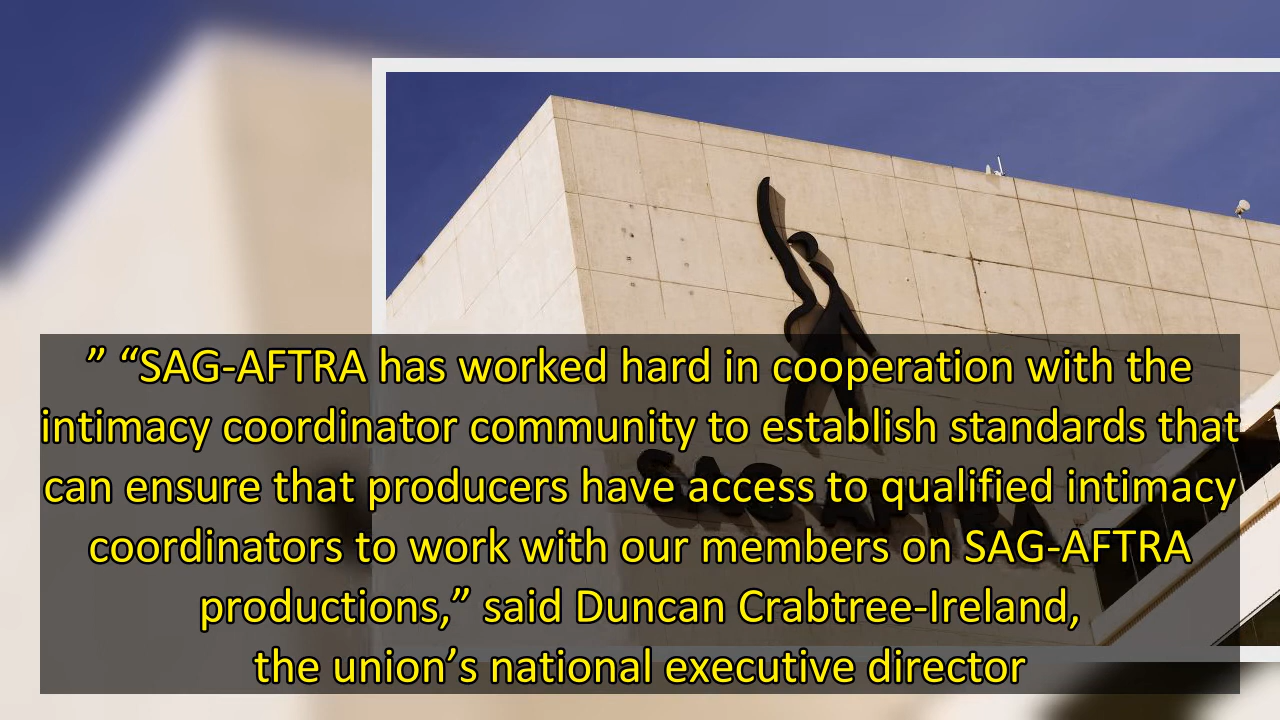 ” “SAG-AFTRA has worked hard in cooperation with the
intimacy coordinator community to establish standards that
can ensure that producers have access to qualified intimacy
coordinators to work with our members on SAG-AFTRA
productions,” said Duncan Crabtree-Ireland,
the union’s national executive director
SAG-AFTRA